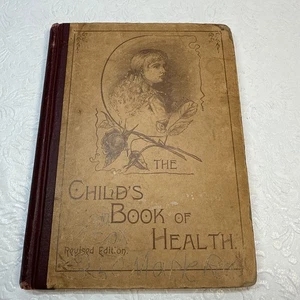 THE
CHILD'S
BOOK OF
HEALTH.
Revised Edition.